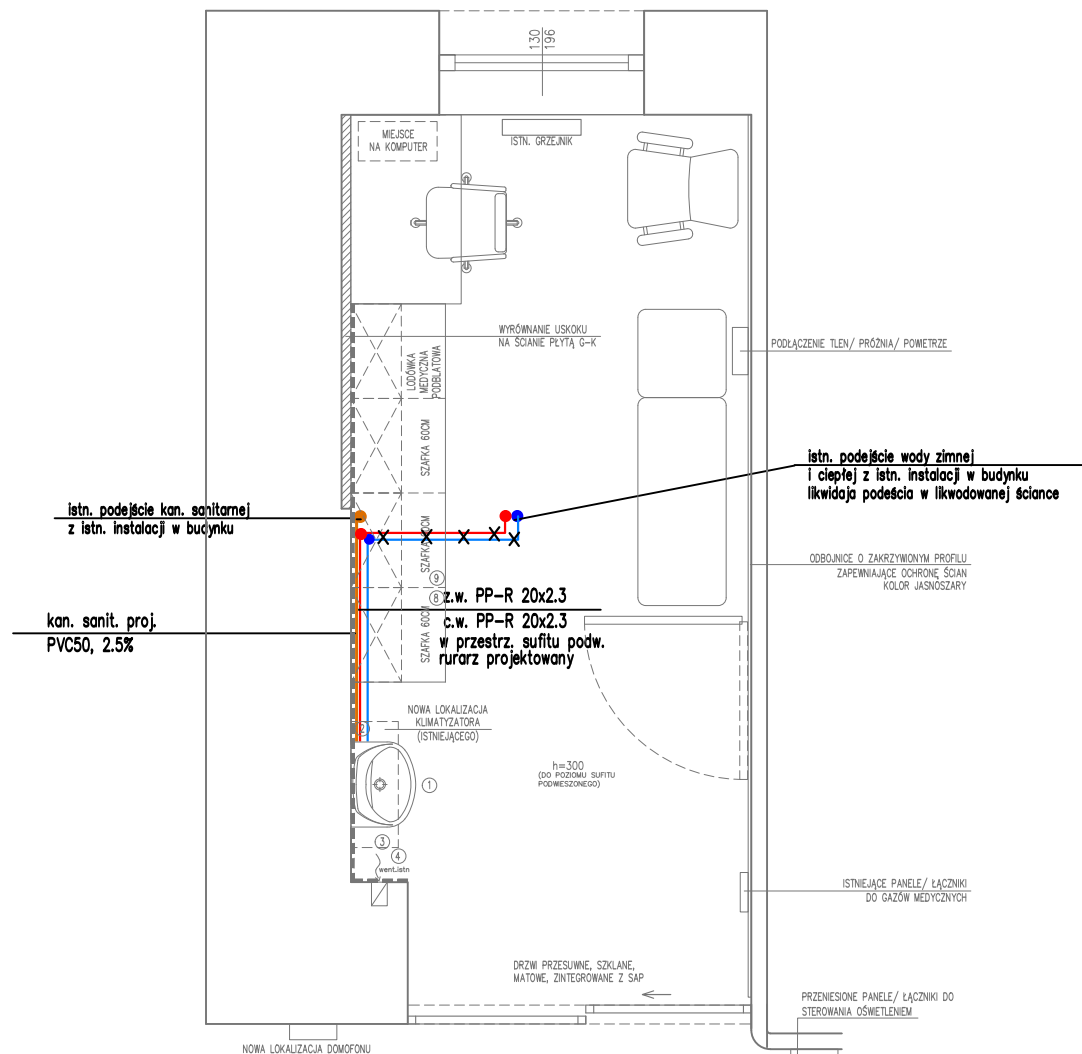 130
196
MIEJSCE
NA KOMPUTER
ISTN. GRZEJNIK
WYRÓWNANIE USKOKU
NA ŚCIANIE PŁYTĄ G-K
PODŁĄCZENIE TLEN/ PRÓŻNIA/ POWIETRZE
LODÓWKA
MEDYCZNA
PODBLATOWA
SZAFKA 60CM
SZAFKA 60CM
SZAFKA 60CM
istn. podejście wody zimnej
i ciepłej z istn. instalacji w budynku
likwidaja podeścia w likwodowanej ściance
istn. podejście kan. sanitarnej
z istn. instalacji w budynku
ODBOJNICE O ZAKRZYWIONYM PROFILU
ZAPEWNIAJĄCE OCHRONĘ ŚCIAN
KOLOR JASNOSZARY
9
8
z.w. PP-R 20x2.3
c.w. PP-R 20x2.3
w przestrz. sufitu podw.
rurarz projektowany
kan. sanit. proj.
PVC50, 2.5%
NOWA LOKALIZACJA
KLIMATYZATORA
(ISTNIEJĄCEGO)
2
h=300
(DO POZIOMU SUFITU
PODWIESZONEGO)
1
3
4
went.istn
ISTNIEJĄCE PANELE/ ŁĄCZNIKI
DO GAZÓW MEDYCZNYCH
DRZWI PRZESUWNE, SZKLANE,
MATOWE, ZINTEGROWANE Z SAP
PRZENIESIONE PANELE/ ŁĄCZNIKI DO
STEROWANIA OŚWIETLENIEM
NOWA LOKALIZACJA DOMOFONU